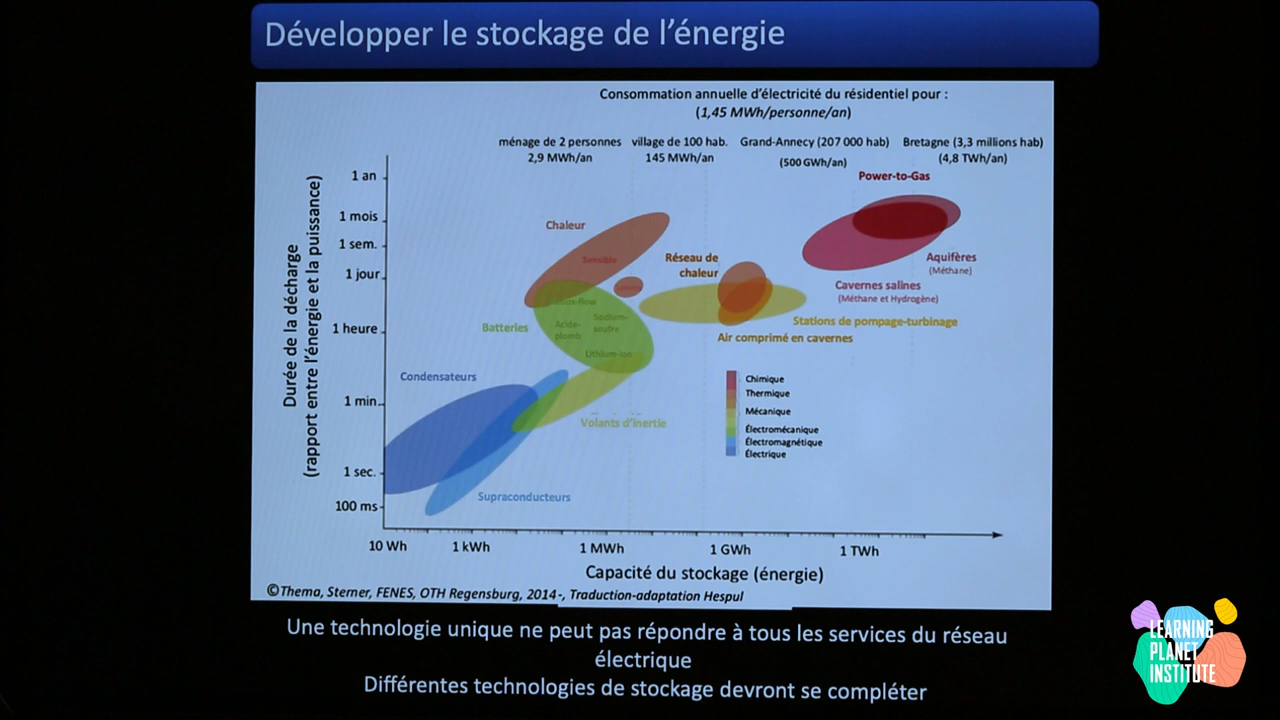 Développer le stockage de l'énergie
Consommation annuelle d'électricité du résidentiel pour :
(1,45 MWh/personne/an)
ménage de 2 personnes
2,9 MWh/an
village de 100 hab.
145 MWh/an
Grand-Annecy (207 000 hab)
(500 GWh/an)
Bretagne (3,3 millions hab)
(4,8 TWh/an)
Durée de la décharge
(rapport entre l'énergie et la puissance)
1 an
1 mois
1 sem.
1 jour
1 heure
1 min.
1 sec.
100 ms
Power-to-Gas
Chaleur
Sensible
Réseau de
chaleur
Aquifères
(Méthane)
Cavernes salines
(Méthane et Hydrogène)
Batteries
Acide-
plomb
Sodium-
soufre
Lithium-ion
Stations de pompage-turbinage
Air comprimé en cavernes
Condensateurs
Volants d'inertie
Supraconducteurs
Chimique
Thermique
Mécanique
Électromécanique
Électromagnétique
Électrique
10 Wh
1 kWh
1 MWh
1 GWh
1 TWh
Capacité du stockage (énergie)
©Thema, Sterner, FENES, OTH Regensburg, 2014-, Traduction-adaptation Hespul
Une technologie unique ne peut pas répondre à tous les services du réseau
électrique
Différentes technologies de stockage devront se compléter
LEARNING
PLANET
INSTITUTE